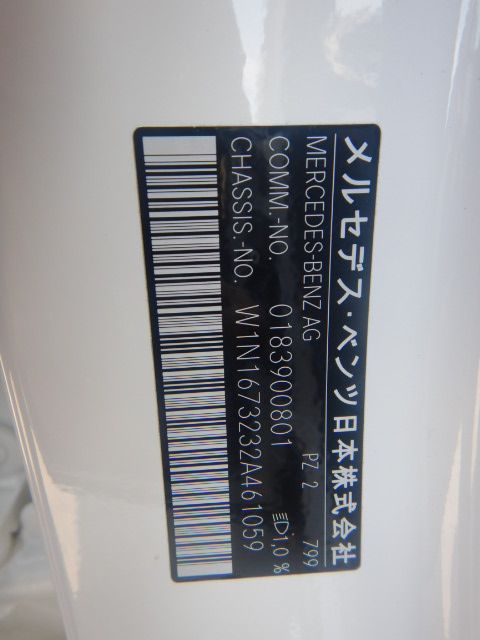 メルセデス・ベンツ日本株式会社
MERCEDES-BENZ AG 799
COMM.-NO. 0183900801 PZ 2
CHASSIS.-NO. W1N1673232A461059 1,0 %